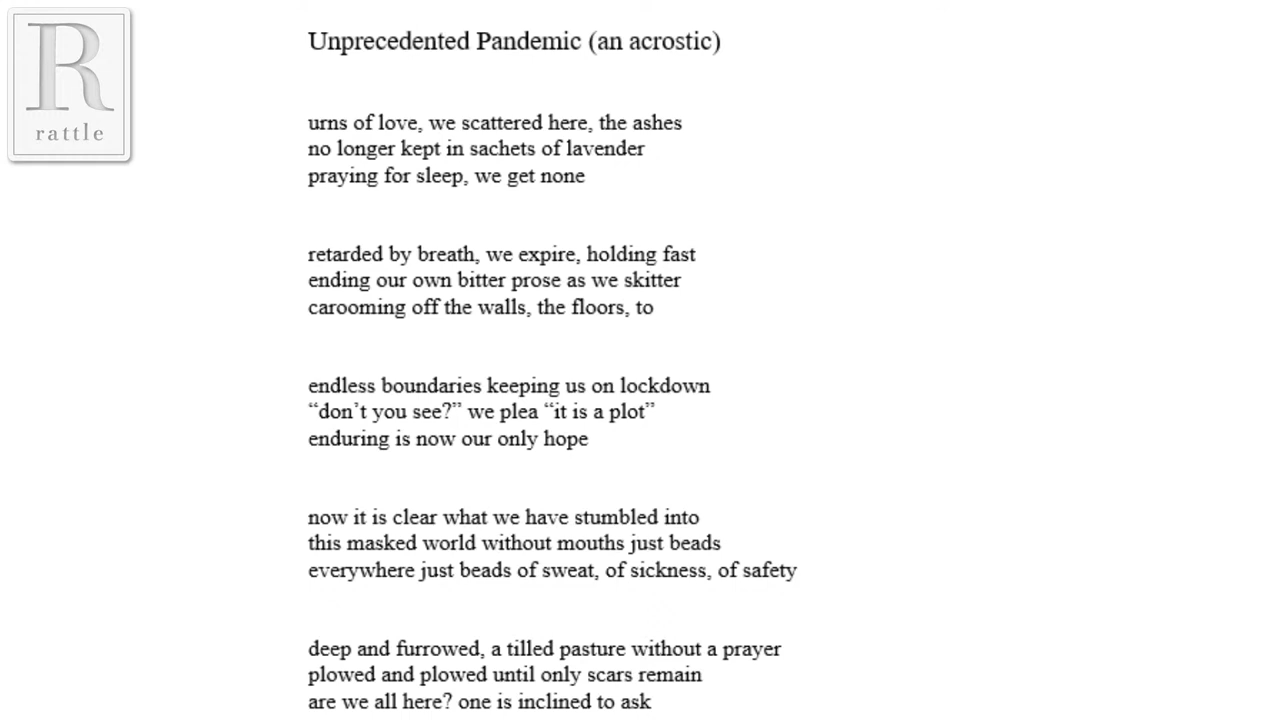 R
rattle
Unprecedented Pandemic (an acrostic)
urns of love, we scattered here, the ashes
no longer kept in sachets of lavender
praying for sleep, we get none
retarded by breath, we expire, holding fast
ending our own bitter prose as we skitter
carooming off the walls, the floors, to
endless boundaries keeping us on lockdown
“don’t you see?” we plea “it is a plot”
enduring is now our only hope
now it is clear what we have stumbled into
this masked world without mouths just beads
everywhere just beads of sweat, of sickness, of safety
deep and furrowed, a tilled pasture without a prayer
plowed and plowed until only scars remain
are we all here? one is inclined to ask